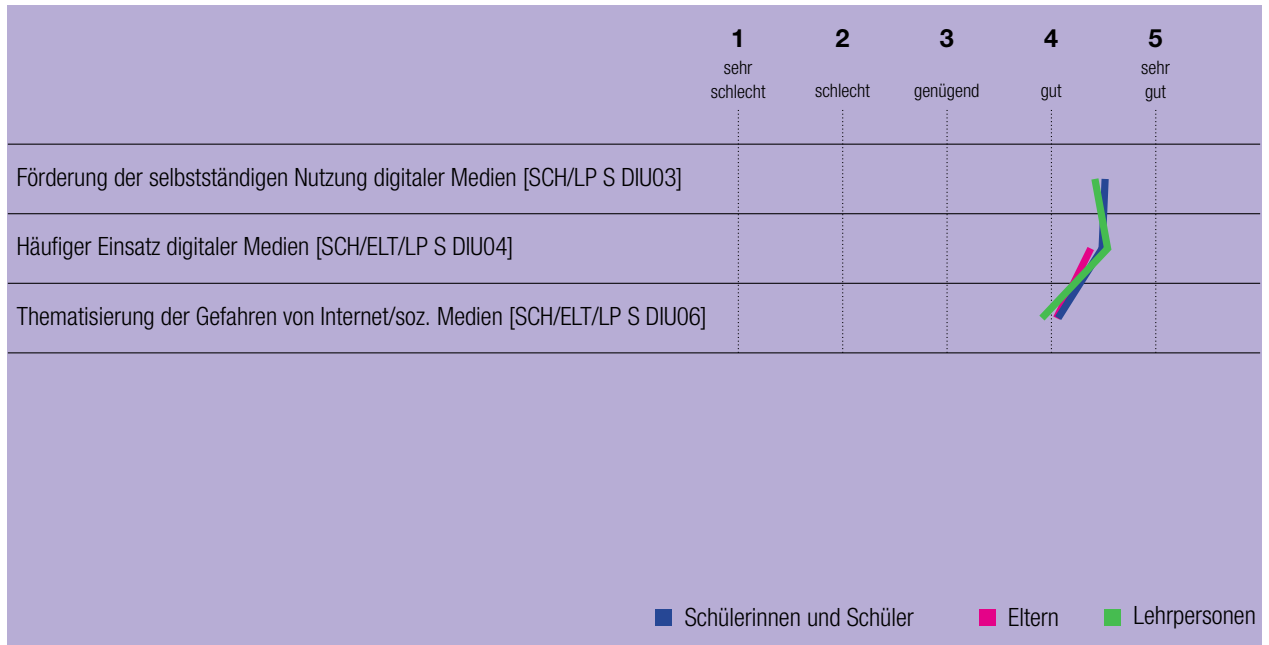 1 2 3 4 5
sehr schlecht schlecht genügend gut sehr gut
Förderung der selbstständigen Nutzung digitaler Medien [SCH/LP S DIU03]
Häufiger Einsatz digitaler Medien [SCH/ELT/LP S DIU04]
Thematisierung der Gefahren von Internet/soz. Medien [SCH/ELT/LP S DIU06]
Schülerinnen und Schüler Eltern Lehrpersonen